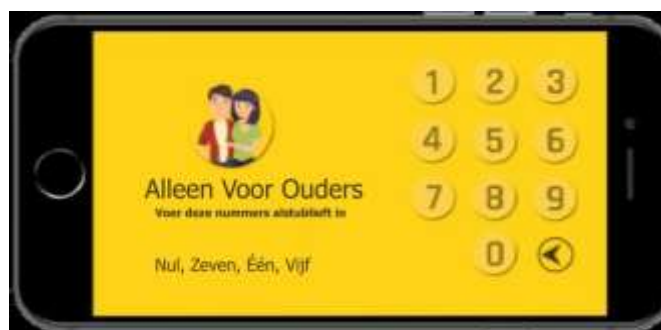 Alleen Voor Ouders
Voer deze nummers alstublieft in
Nul, Zeven, Één, Vijf
1 2 3
4 5 6
7 8 9
0